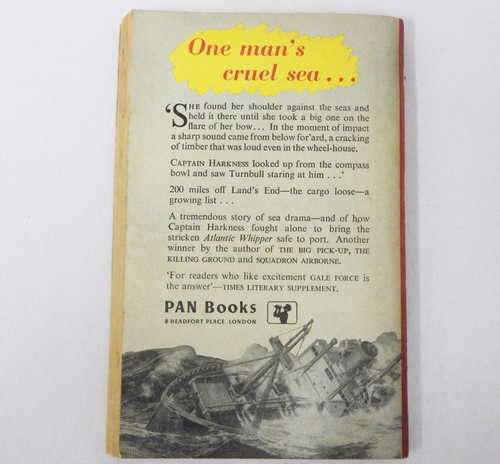 One man's
cruel sea...
'SHE found her shoulder against the seas and
held it there until she took a big one on the
flare of her bow... In the moment of impact
a sharp sound came from below for'ard, a cracking
of timber that was loud even in the wheel-house.
CAPTAIN HARKNESS looked up from the compass
bowl and saw Turnbull staring at him . . .'
200 miles off Land's End—the cargo loose—a
growing list . . .
A tremendous story of sea drama—and of how
Captain Harkness fought alone to bring the
stricken Atlantic Whipper safe to port. Another
winner by the author of THE BIG PICK-UP, THE
KILLING GROUND and SQUADRON AIRBORNE.
'For readers who like excitement GALE FORCE is
the answer'—TIMES LITERARY SUPPLEMENT.
PAN Books
8 HEADFORT PLACE, LONDON